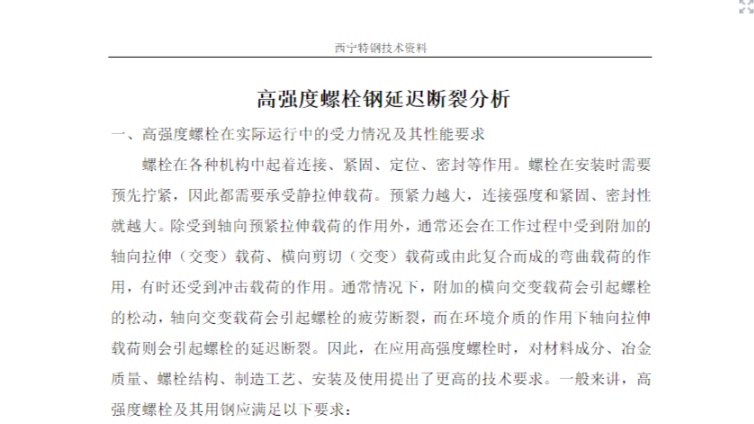 西宁特钢技术资料
高强度螺栓钢延迟断裂分析
一、高强度螺栓在实际运行中的受力情况及其性能要求
螺栓在各种机构中起着连接、紧固、定位、密封等作用。螺栓在安装时需要
预先拧紧，因此都需要承受静拉伸载荷。预紧力越大，连接强度和紧固、密封性
就越大。除受到轴向预紧拉伸载荷的作用外，通常还会在工作过程中受到附加的
轴向拉伸（交变）载荷、横向剪切（交变）载荷或由此复合而成的弯曲载荷的作
用，有时还受到冲击载荷的作用。通常情况下，附加的横向交变载荷会引起螺栓
的松动，轴向交变载荷会引起螺栓的疲劳断裂，而在环境介质的作用下轴向拉伸
载荷则会引起螺栓的延迟断裂。因此，在应用高强度螺栓时，对材料成分、冶金
质量、螺栓结构、制造工艺、安装及使用提出了更高的技术要求。一般来讲，高
强度螺栓及其用钢应满足以下要求：